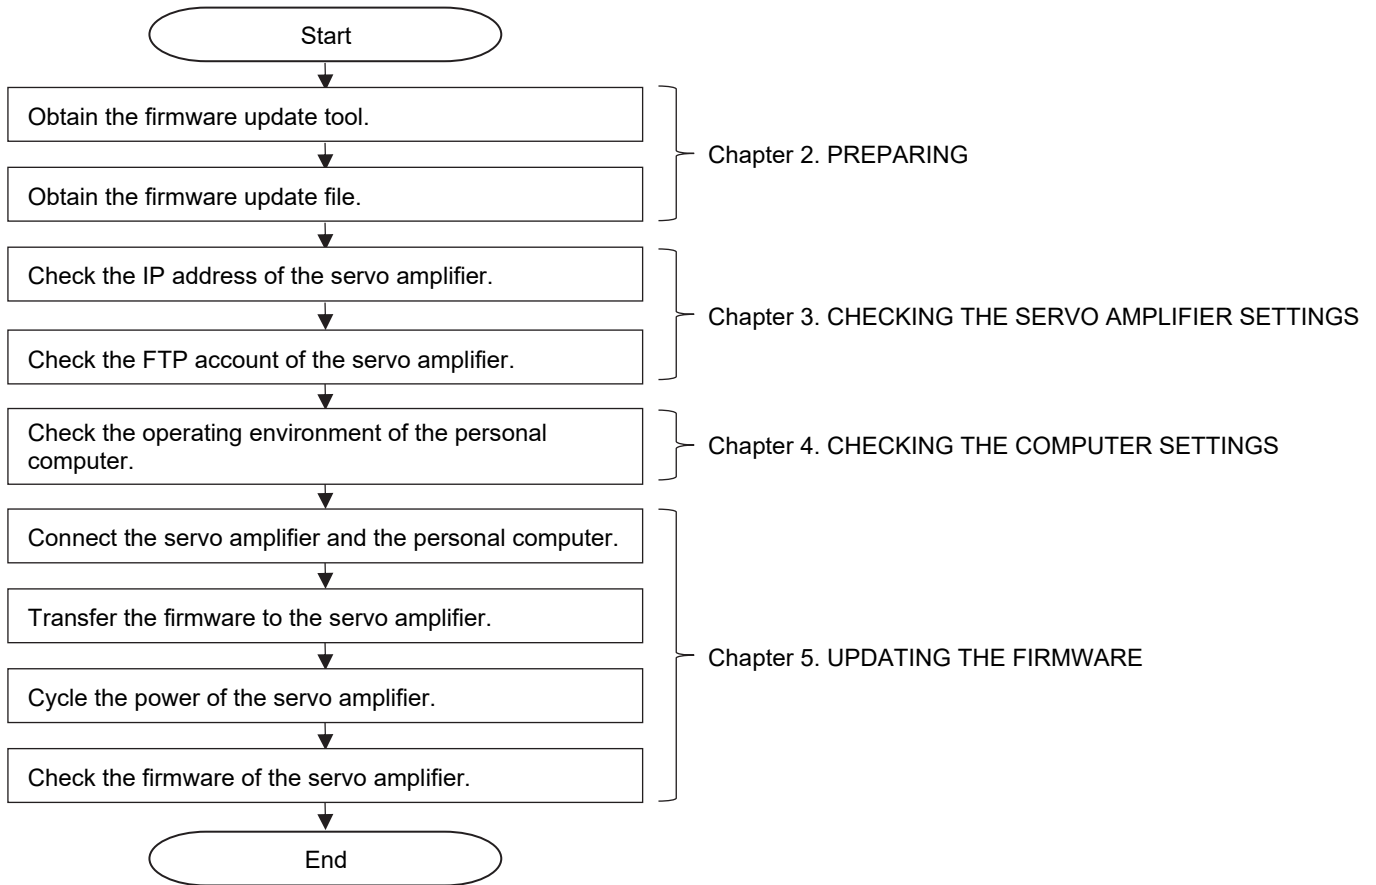 Start
Obtain the firmware update tool.
Chapter 2. PREPARING
Obtain the firmware update file.
Check the IP address of the servo amplifier.
Chapter 3. CHECKING THE SERVO AMPLIFIER SETTINGS
Check the FTP account of the servo amplifier.
Check the operating environment of the personal
computer.
Chapter 4. CHECKING THE COMPUTER SETTINGS
Connect the servo amplifier and the personal computer.
Transfer the firmware to the servo amplifier.
Chapter 5. UPDATING THE FIRMWARE
Cycle the power of the servo amplifier.
Check the firmware of the servo amplifier.
End